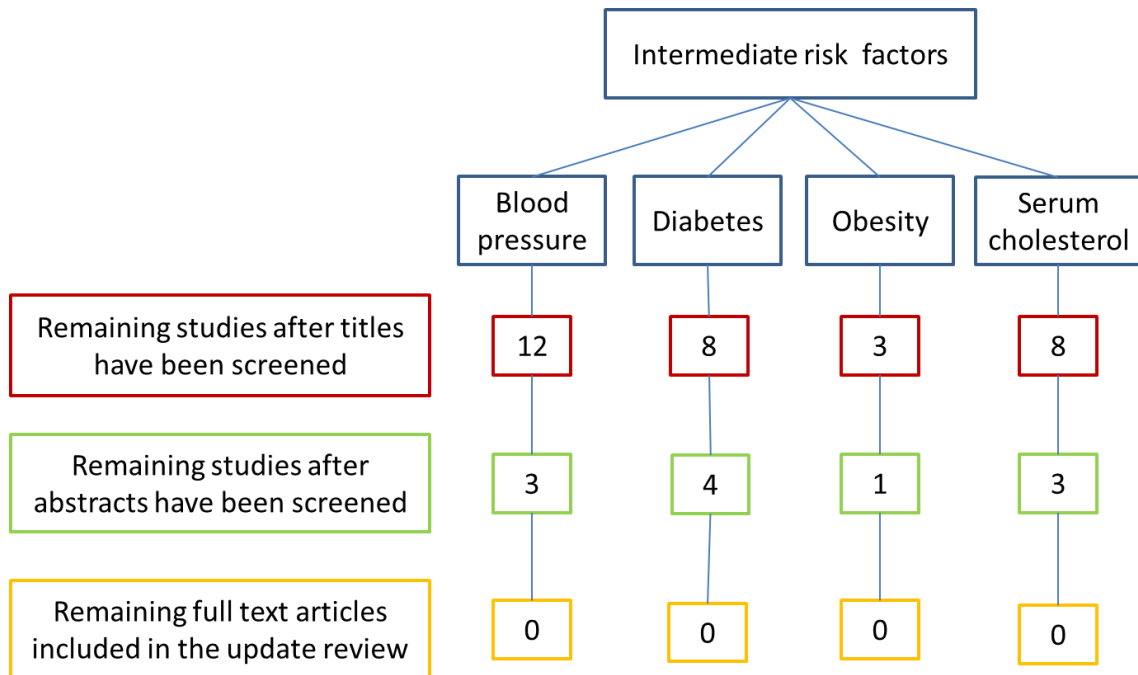 Intermediate risk factors
Blood
pressure
Diabetes
Obesity
Serum
cholesterol
Remaining studies after titles
have been screened
12
8
3
8
Remaining studies after
abstracts have been screened
3
4
1
3
Remaining full text articles
included in the update review
0
0
0
0